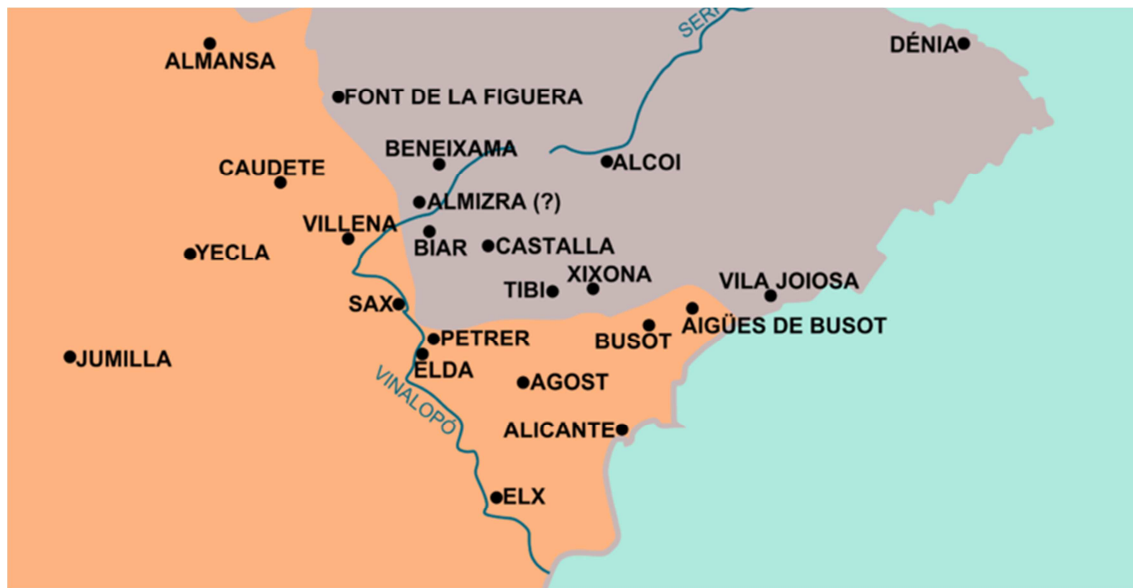 SERP
DÉNIA
ALMANSA
FONT DE LA FIGUERA
BENEIXAMA
ALCOI
CAUDETE
ALMIZRA (?)
VILLENA
BIAR
CASTALLA
YECLA
XIXONA
TIBI
VILA JOIOSA
SAX
AIGÜES DE BUSOT
PETRER
BUSOT
JUMILLA
ELDA
AGOST
VINALOPÓ
ALICANTE
ELX